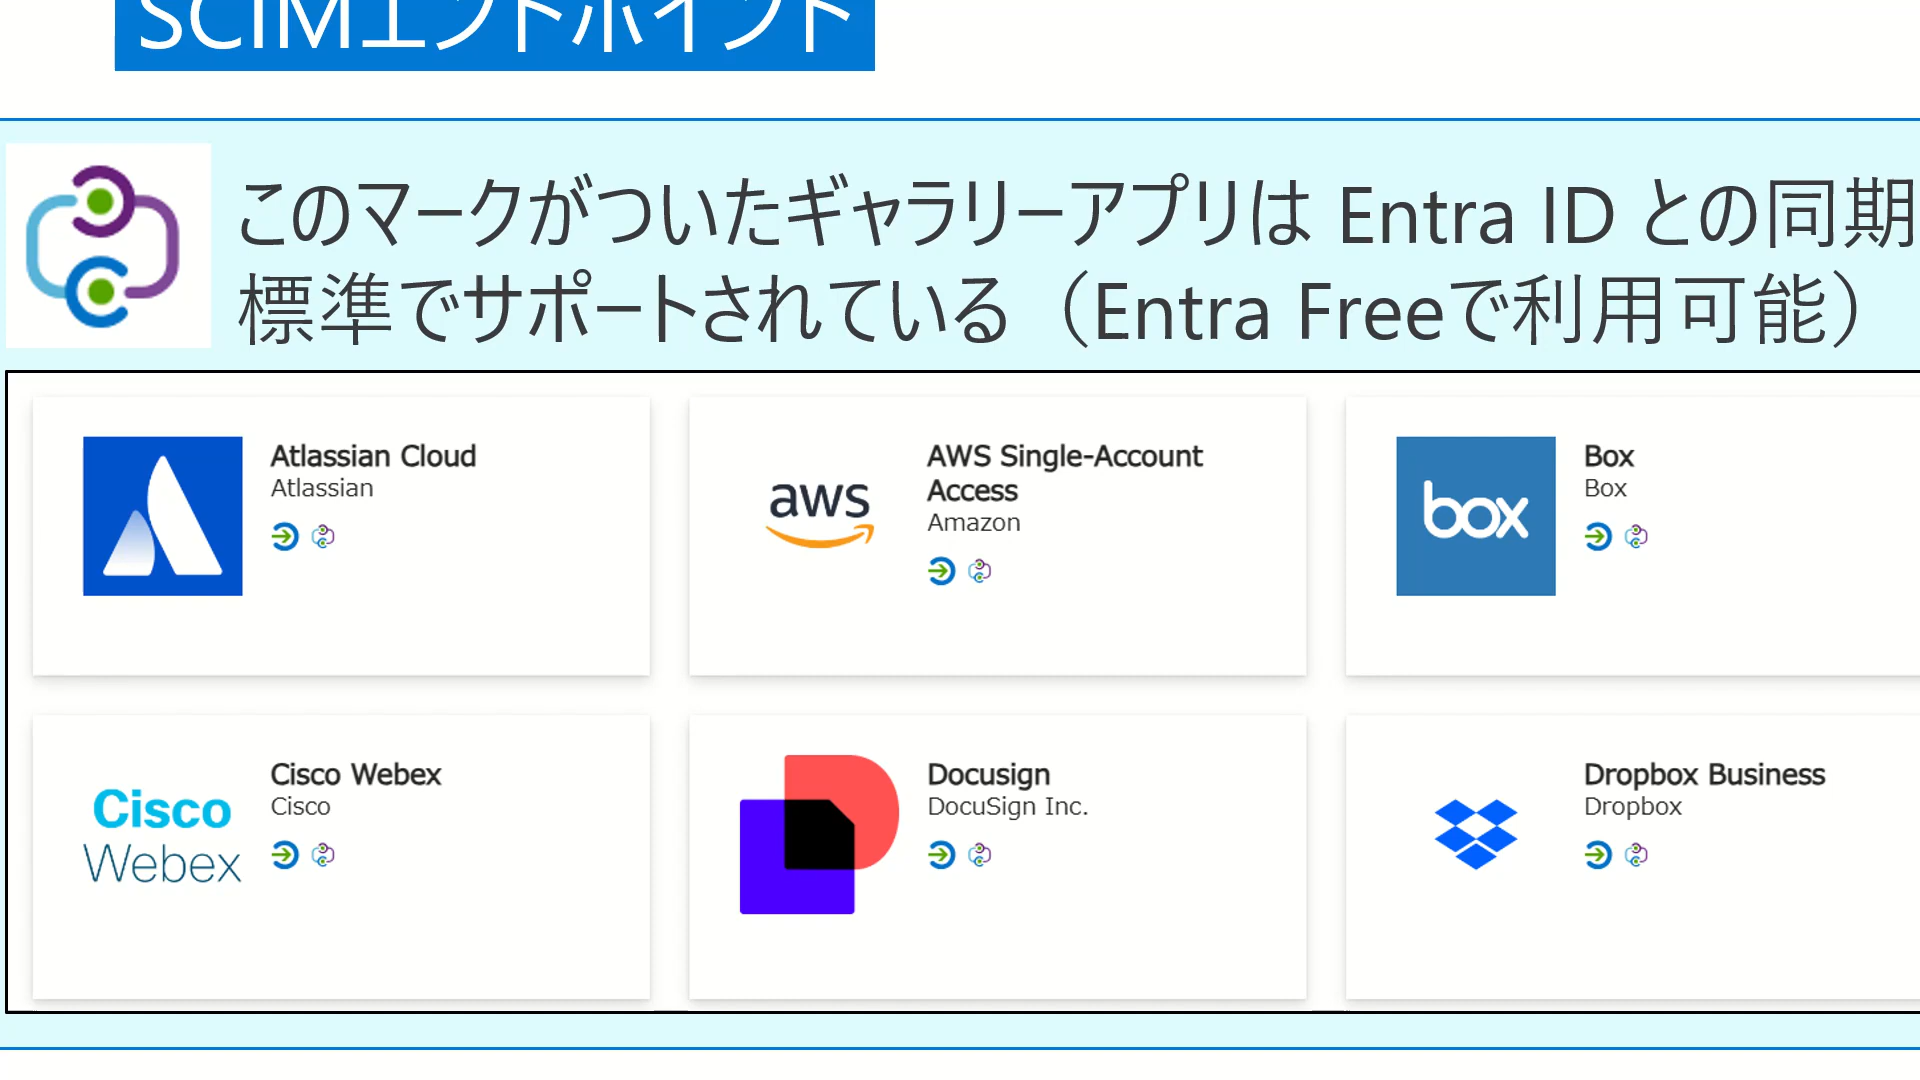 SCIMエンドポイント
このマークがついたギャラリーアプリは Entra ID との同期
標準でサポートされている（Entra Freeで利用可能）
Atlassian Cloud
Atlassian
aws
AWS Single-Account
Access
Amazon
box
Box
Box
Cisco
Webex
Cisco Webex
Cisco
Docusign
DocuSign Inc.
Dropbox Business
Dropbox